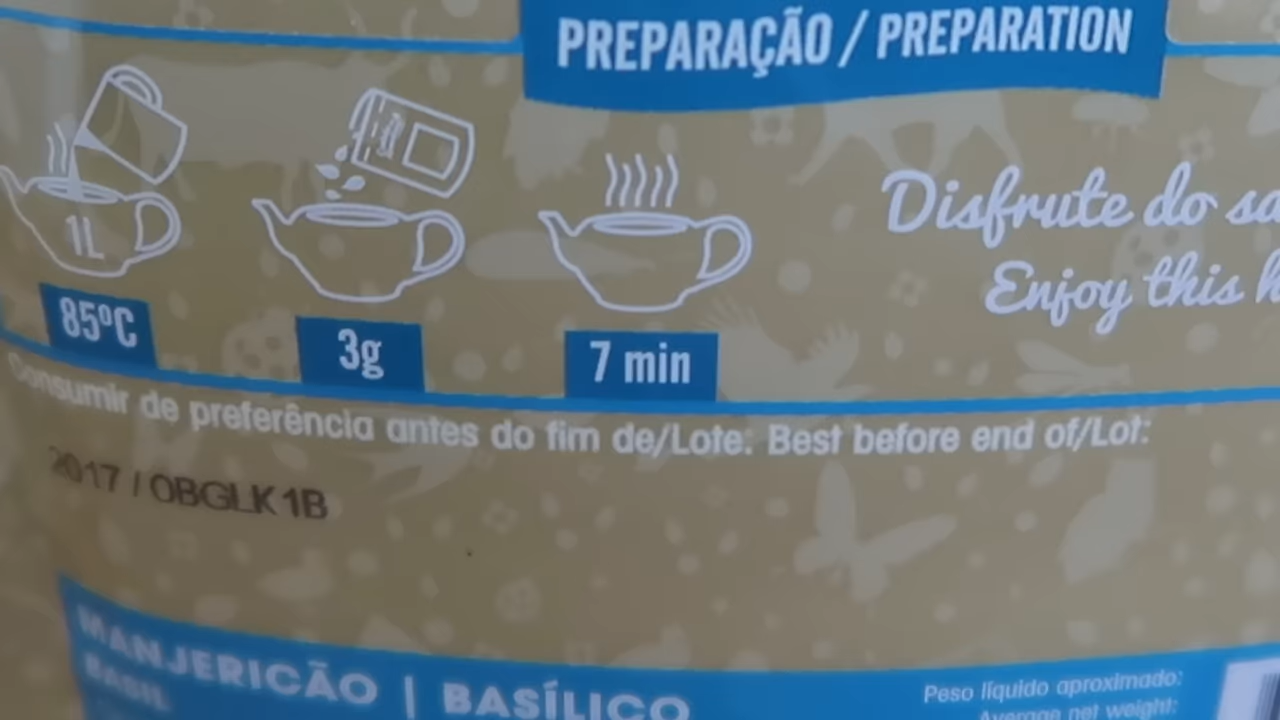 PREPARAÇÃO / PREPARATION
1L
85ºC
3g
7 min
Disfrute do
Enjoy this
Consumir de preferência antes do fim de/Lote: Best before end of/Lot:
2017 / OBGLK1B
MANJERICÃO | BASÍLICO
BASIL
Peso líquido aproximado:
Average net weight: